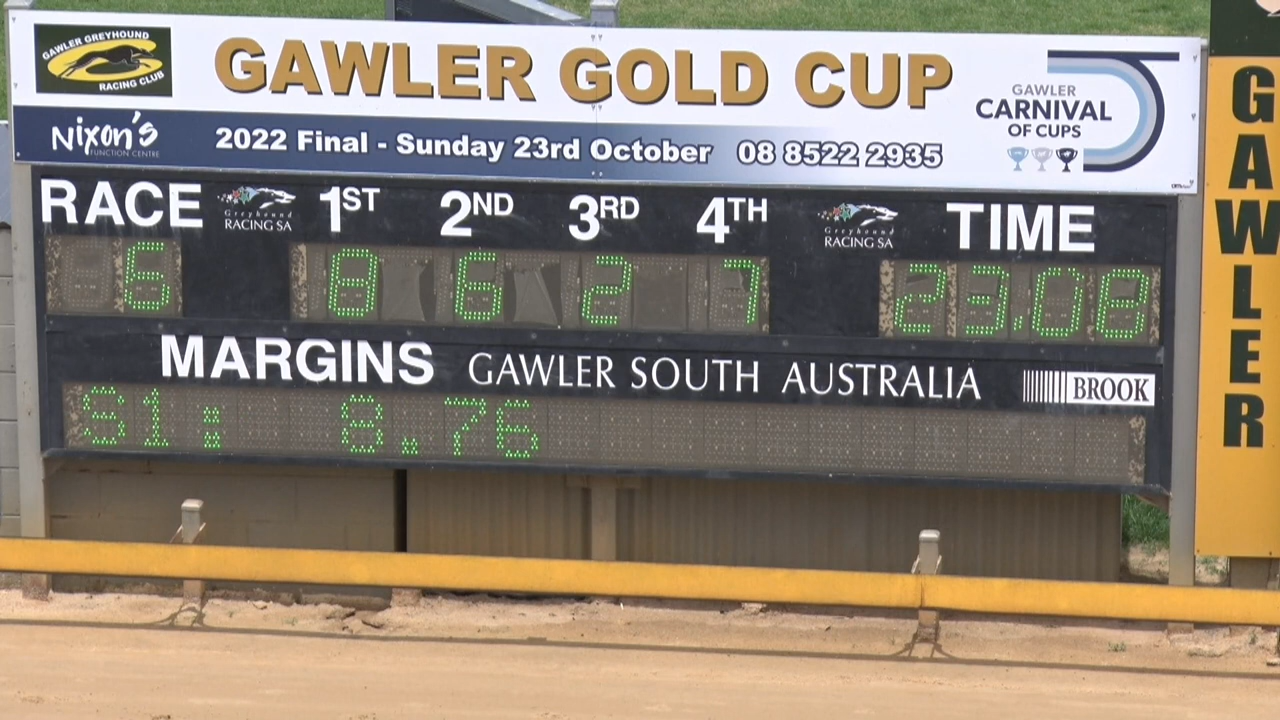 GAWLER GREYHOUND
RACING CLUB
GAWLER GOLD CUP
GAWLER
CARNIVAL
OF CUPS
Nixon's
FUNCTION CENTRE
2022 Final - Sunday 23rd October 08 8522 2935
RACE
Greyhound
RACING SA
1ST 2ND 3RD 4TH
Greyhound
RACING SA
TIME
6 8 6 2 7 23.08
MARGINS GAWLER SOUTH AUSTRALIA BROOK
S1: 8.76
GAWLER